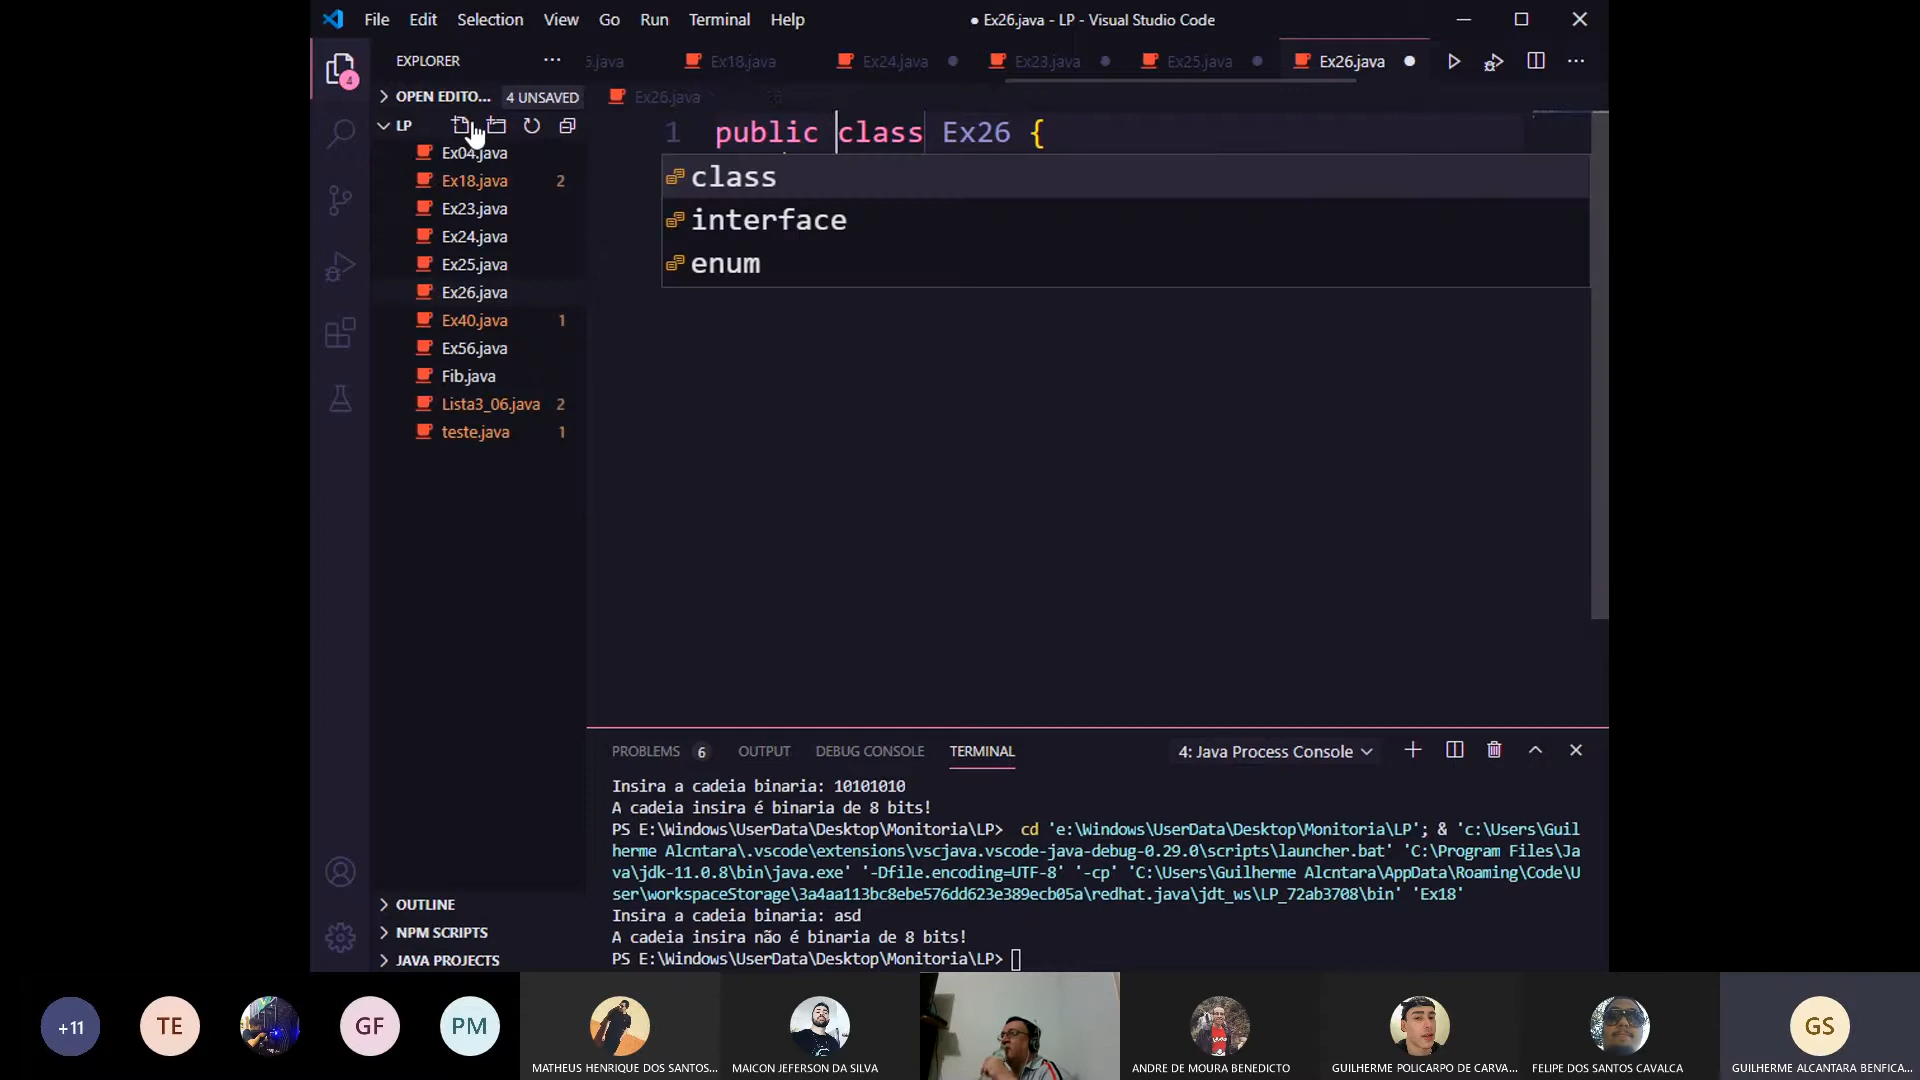 File Edit Selection View Go Run Terminal Help
● Ex26.java - LP - Visual Studio Code
EXPLORER
5.java Ex18.java Ex24.java Ex23.java Ex25.java Ex26.java
4
OPEN EDITO... 4 UNSAVED
Ex26.java
LP
1 public class Ex26 {
class
interface
enum
Ex04.java
Ex18.java 2
Ex23.java
Ex24.java
Ex25.java
Ex26.java
Ex40.java 1
Ex56.java
Fib.java
Lista3_06.java 2
teste.java 1
OUTLINE
NPM SCRIPTS
JAVA PROJECTS
PROBLEMS 6 OUTPUT DEBUG CONSOLE TERMINAL 4: Java Process Console
Insira a cadeia binaria: 10101010
A cadeia insira é binaria de 8 bits!
PS E:\Windows\UserData\Desktop\Monitoria\LP> cd 'e:\Windows\UserData\Desktop\Monitoria\LP'; & 'c:\Users\Guil
herme Alcntara\.vscode\extensions\vscjava.vscode-java-debug-0.29.0\scripts\launcher.bat' 'C:\Program Files\Ja
va\jdk-11.0.8\bin\java.exe' '-Dfile.encoding=UTF-8' '-cp' 'C:\Users\Guilherme Alcntara\AppData\Roaming\Code\U
ser\workspaceStorage\3a4aa113bc8ebe576dd623e389ecb05a\redhat.java\jdt_ws\LP_72ab3708\bin' 'Ex18'
Insira a cadeia binaria: asd
A cadeia insira não é binaria de 8 bits!
PS E:\Windows\UserData\Desktop\Monitoria\LP>
+11 TE GF PM GS
MATHEUS HENRIQUE DOS SANTOS... MAICON JEFERSON DA SILVA ANDRE DE MOURA BENEDICTO GUILHERME POLICARPO DE CARVA... FELIPE DOS SANTOS CAVALCA GUILHERME ALCANTARA BENFICA...